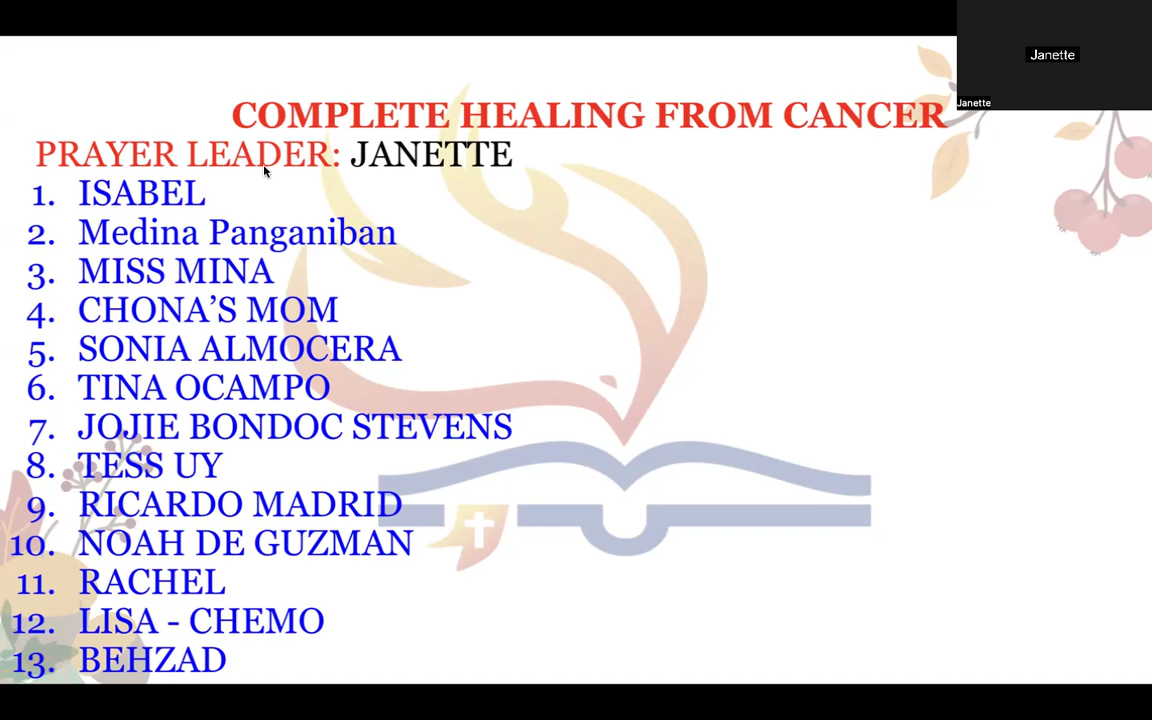 Janette
Janette
COMPLETE HEALING FROM CANCER
PRAYER LEADER: JANETTE
1. ISABEL
2. Medina Panganiban
3. MISS MINA
4. CHONA’S MOM
5. SONIA ALMOCERA
6. TINA OCAMPO
7. JOJIE BONDOC STEVENS
8. TESS UY
9. RICARDO MADRID
10. NOAH DE GUZMAN
11. RACHEL
12. LISA - CHEMO
13. BEHZAD